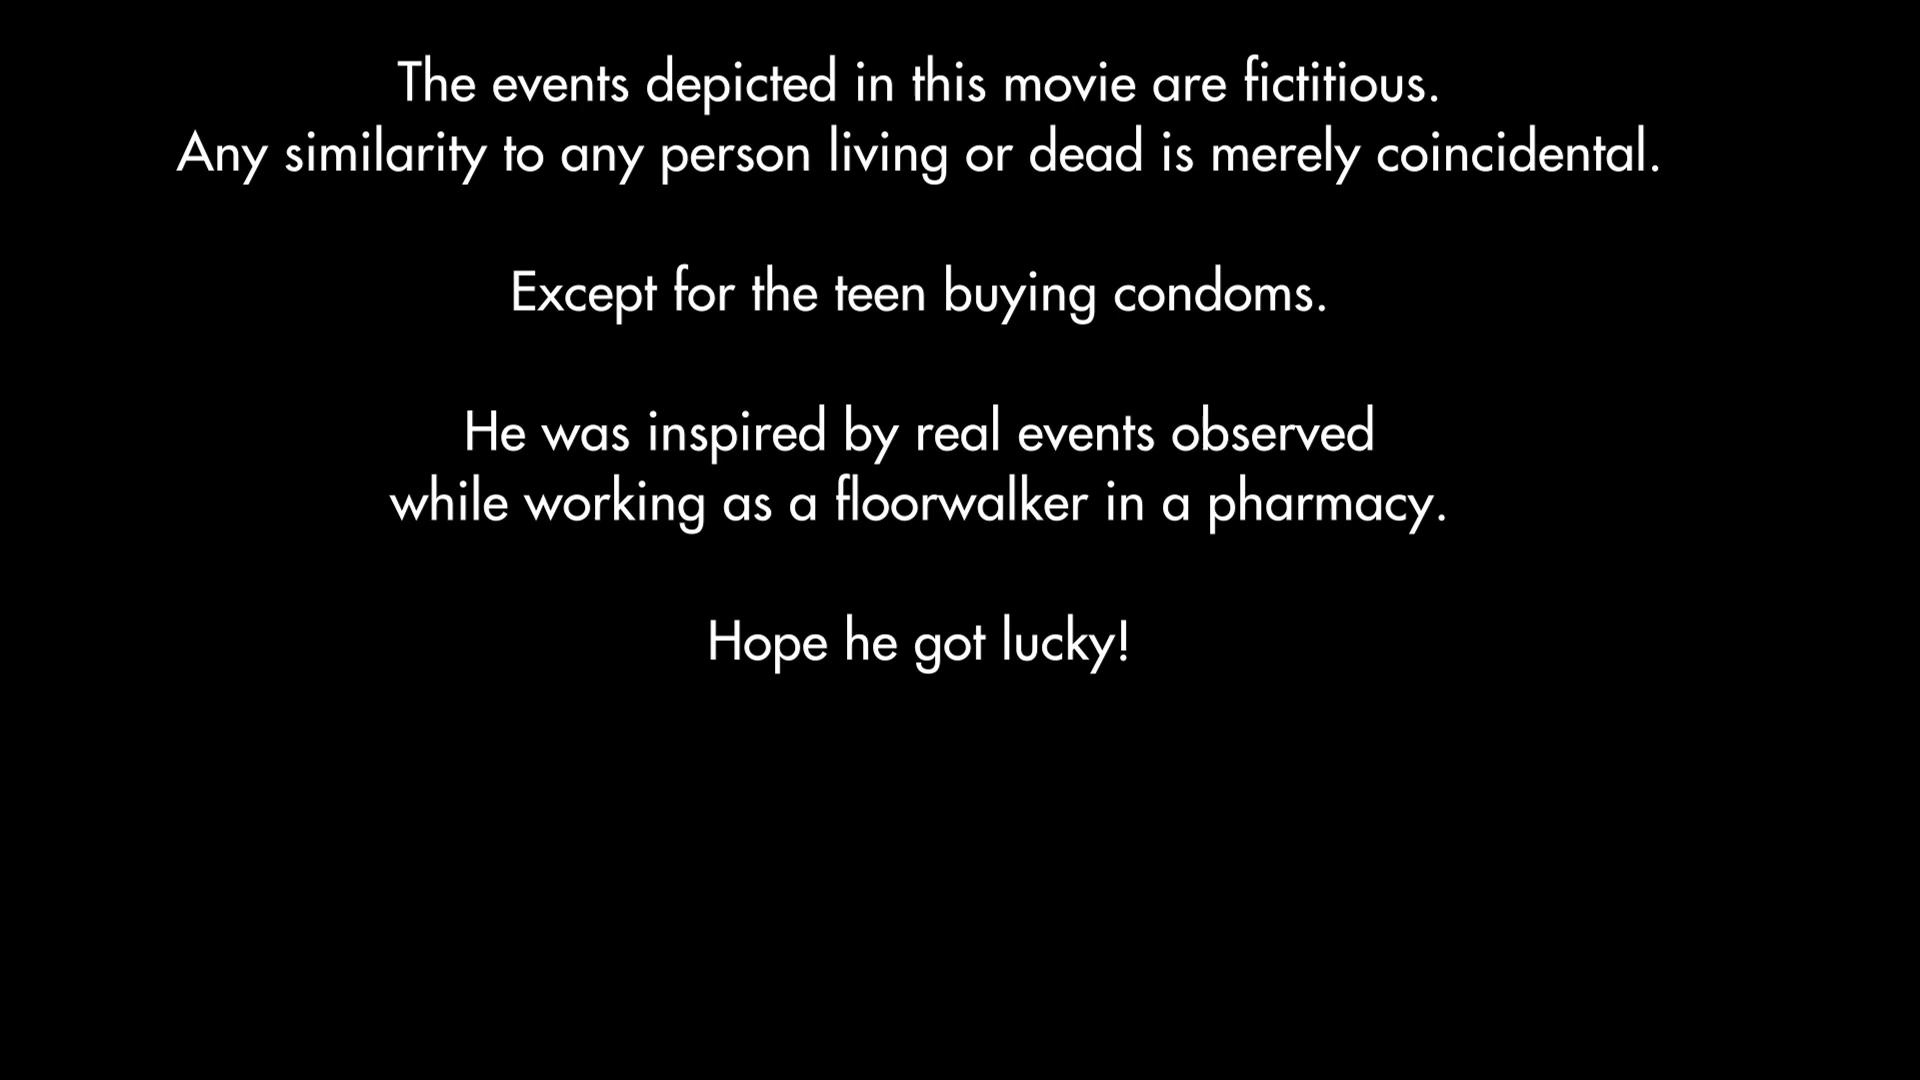 The events depicted in this movie are fictitious.
Any similarity to any person living or dead is merely coincidental.
Except for the teen buying condoms.
He was inspired by real events observed
while working as a floorwalker in a pharmacy.
Hope he got lucky!